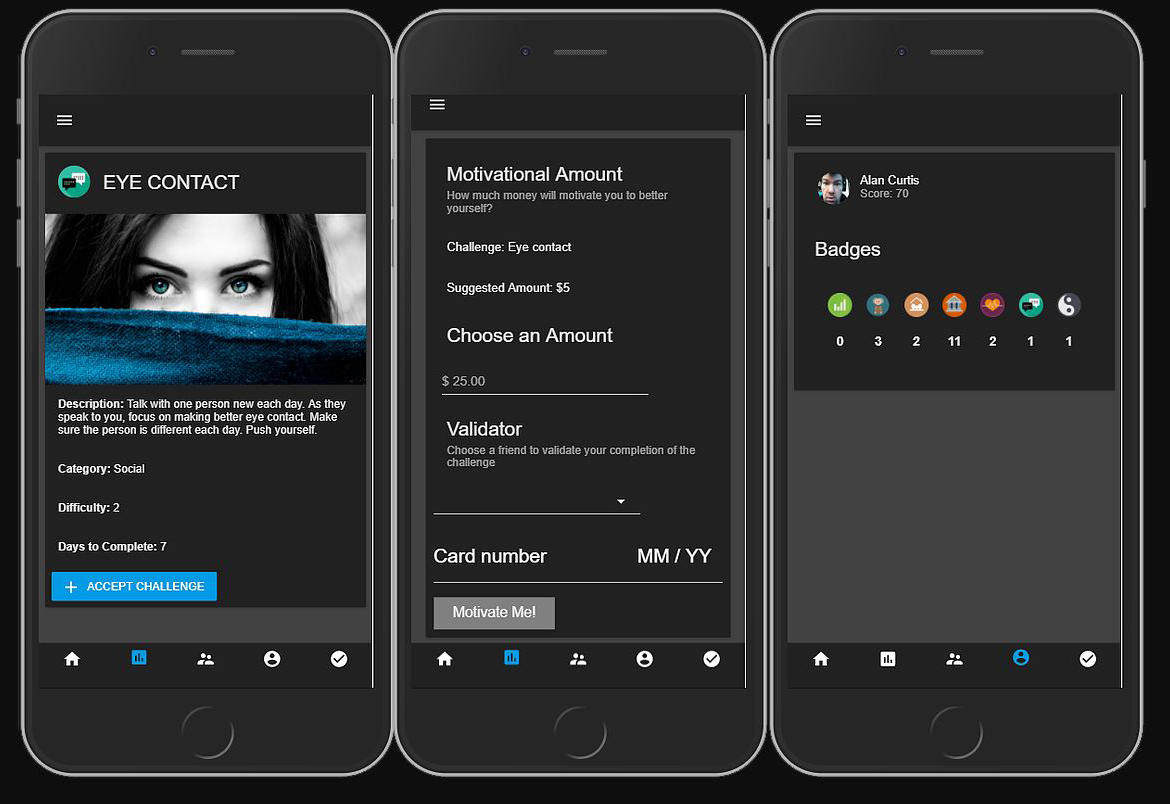 EYE CONTACT
Description: Talk with one person new each day. As they
speak to you, focus on making better eye contact. Make
sure the person is different each day. Push yourself.
Category: Social
Difficulty: 2
Days to Complete: 7
ACCEPT CHALLENGE
Motivational Amount
How much money will motivate you to better
yourself?
Challenge: Eye contact
Suggested Amount: $5
Choose an Amount
$ 25.00
Validator
Choose a friend to validate your completion of the
challenge
Card number MM / YY
Motivate Me!
Alan Curtis
Score: 70
Badges
0 3 2 11 2 1 1